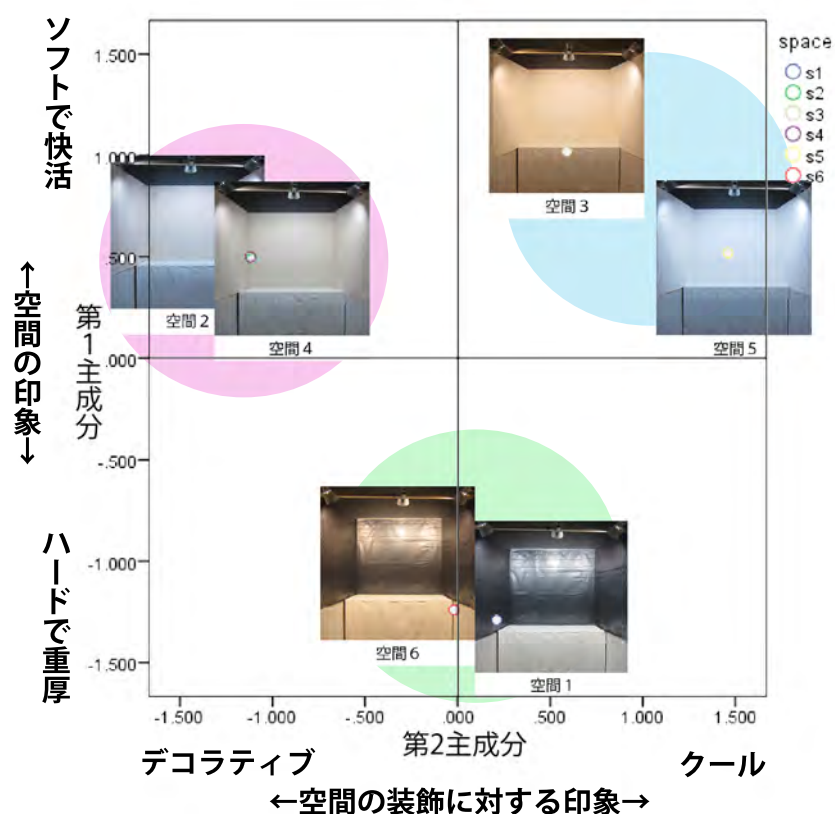 ソフトで快活
←空間の印象→
ハードで重厚
第1主成分
1.500
1.000
.500
.000
-.500
-1.000
-1.500
space
s1
s2
s3
s4
s5
s6
空間3
空間2
空間4
空間5
空間6
空間1
-1.500
-1.000
-.500
.000
.500
1.000
1.500
第2主成分
デコラティブ
クール
←空間の装飾に対する印象→